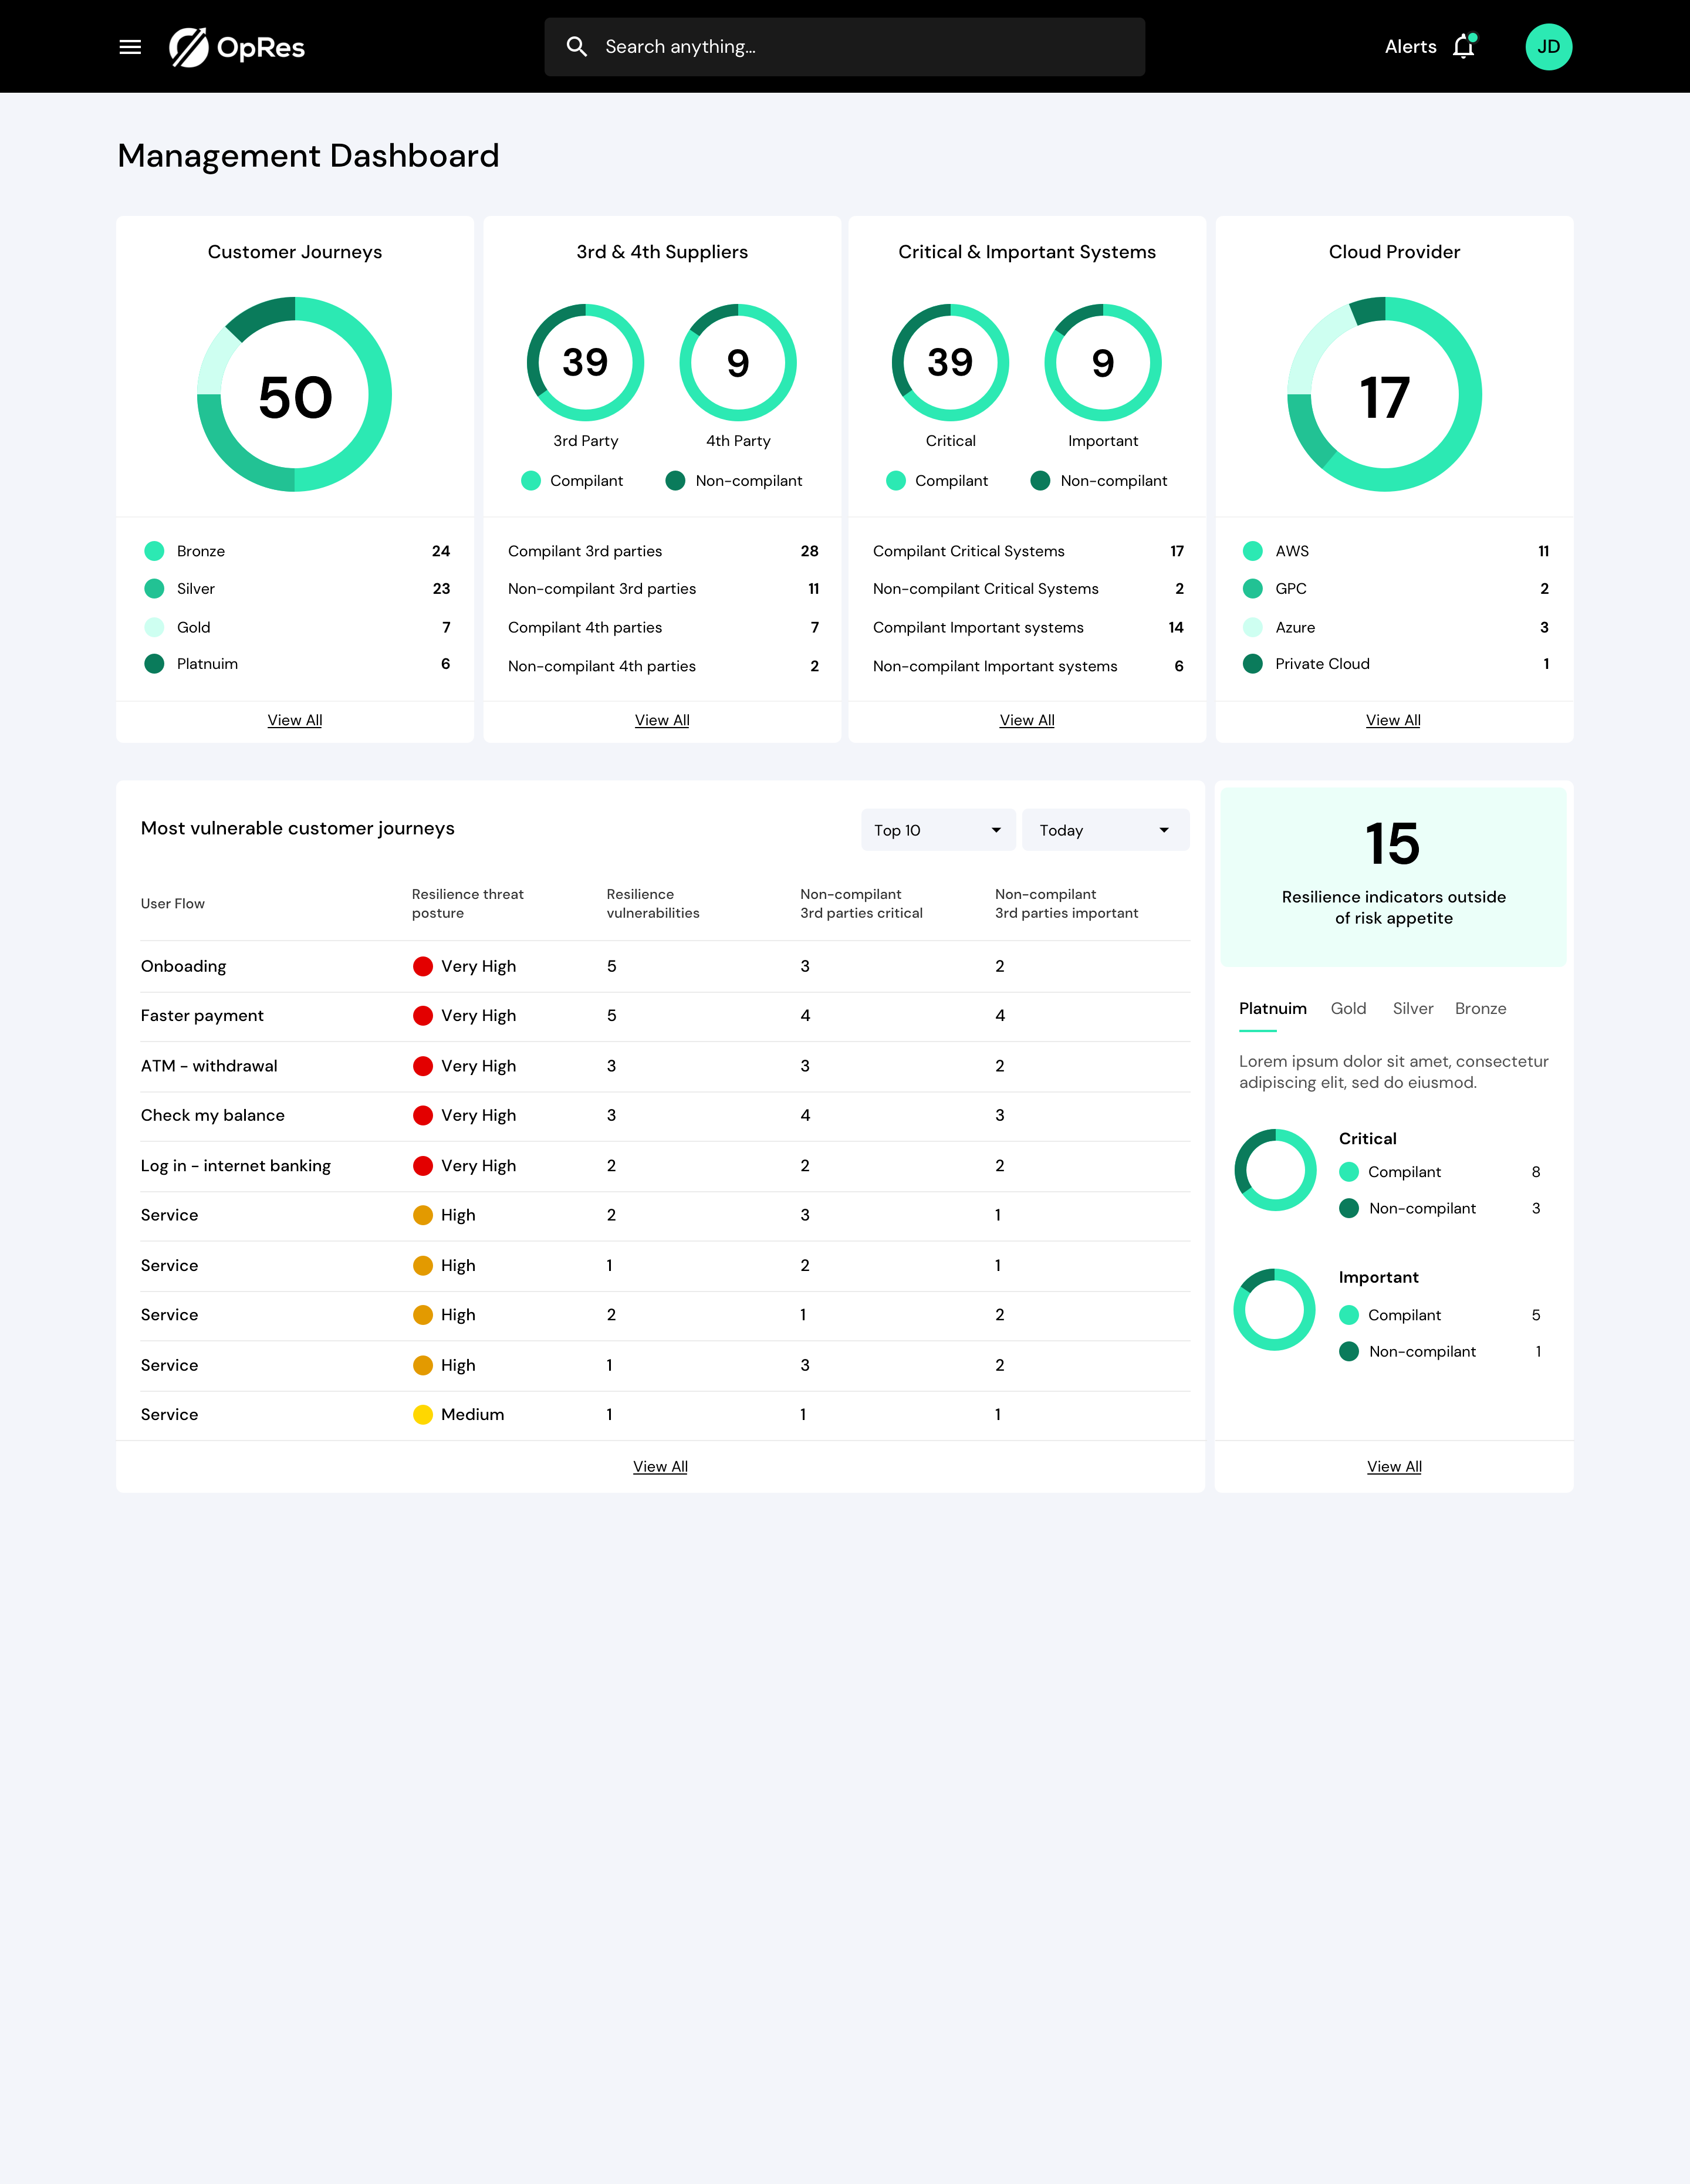 OpRes
Search anything...
Alerts
JD
Management Dashboard
Customer Journeys
50
Bronze 24
Silver 23
Gold 7
Platnuim 6
View All
3rd & 4th Suppliers
39 9
3rd Party 4th Party
Compilant Non-compilant
Compilant 3rd parties 28
Non-compilant 3rd parties 11
Compilant 4th parties 7
Non-compilant 4th parties 2
View All
Critical & Important Systems
39 9
Critical Important
Compilant Non-compilant
Compilant Critical Systems 17
Non-compilant Critical Systems 2
Compilant Important systems 14
Non-compilant Important systems 6
View All
Cloud Provider
17
AWS 11
GPC 2
Azure 3
Private Cloud 1
View All
Most vulnerable customer journeys
Top 10 Today
User Flow
Resilience threat
posture
Resilience
vulnerabilities
Non-compilant
3rd parties critical
Non-compilant
3rd parties important
Onboading Very High 5 3 2
Faster payment Very High 5 4 4
ATM - withdrawal Very High 3 3 2
Check my balance Very High 3 4 3
Log in - internet banking Very High 2 2 2
Service High 2 3 1
Service High 1 2 1
Service High 2 1 2
Service High 1 3 2
Service Medium 1 1 1
View All
15
Resilience indicators outside
of risk appetite
Platnuim Gold Silver Bronze
Lorem ipsum dolor sit amet, consectetur
adipiscing elit, sed do eiusmod.
Critical
Compilant 8
Non-compilant 3
Important
Compilant 5
Non-compilant 1
View All